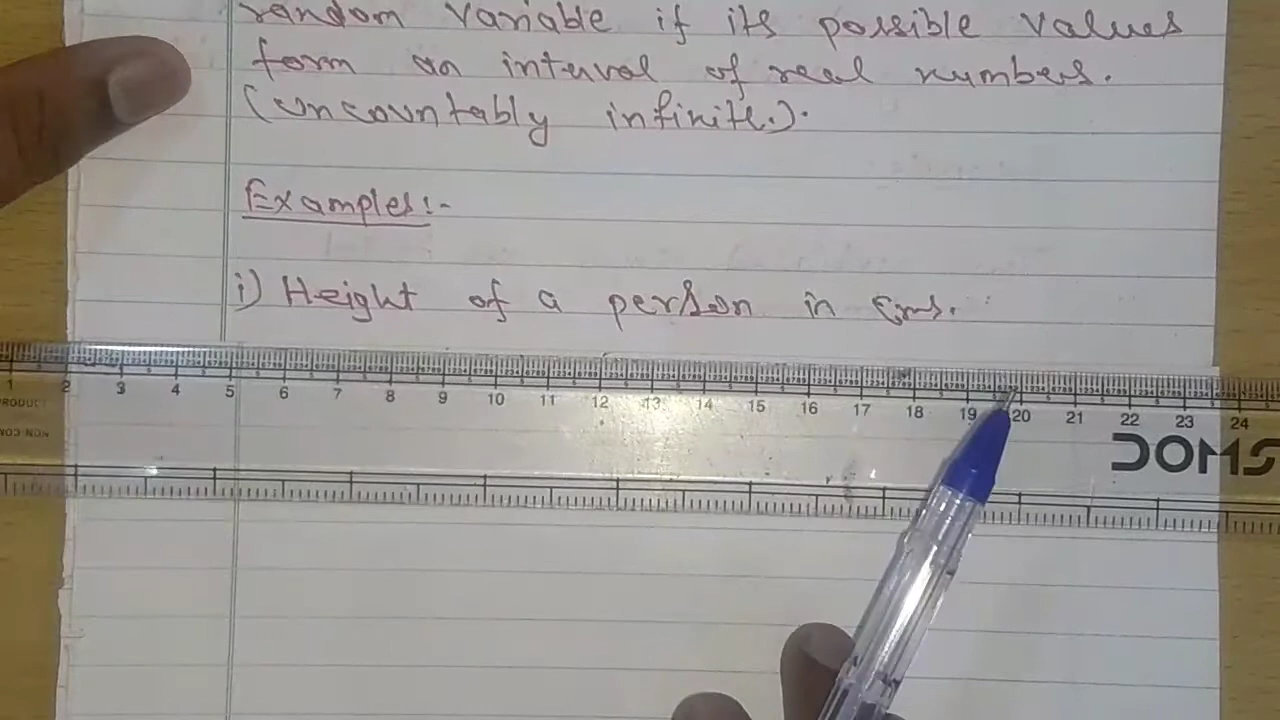 random variable if its possible values
form an interval of real numbers.
(uncountably infinite.).
Examples:-
i) Height of a person in cms.
1 2 3 4 5 6 7 8 9 10 11 12 13 14 15 16 17 18 19 20 21 22 23 24
PRODUCT
DOMS